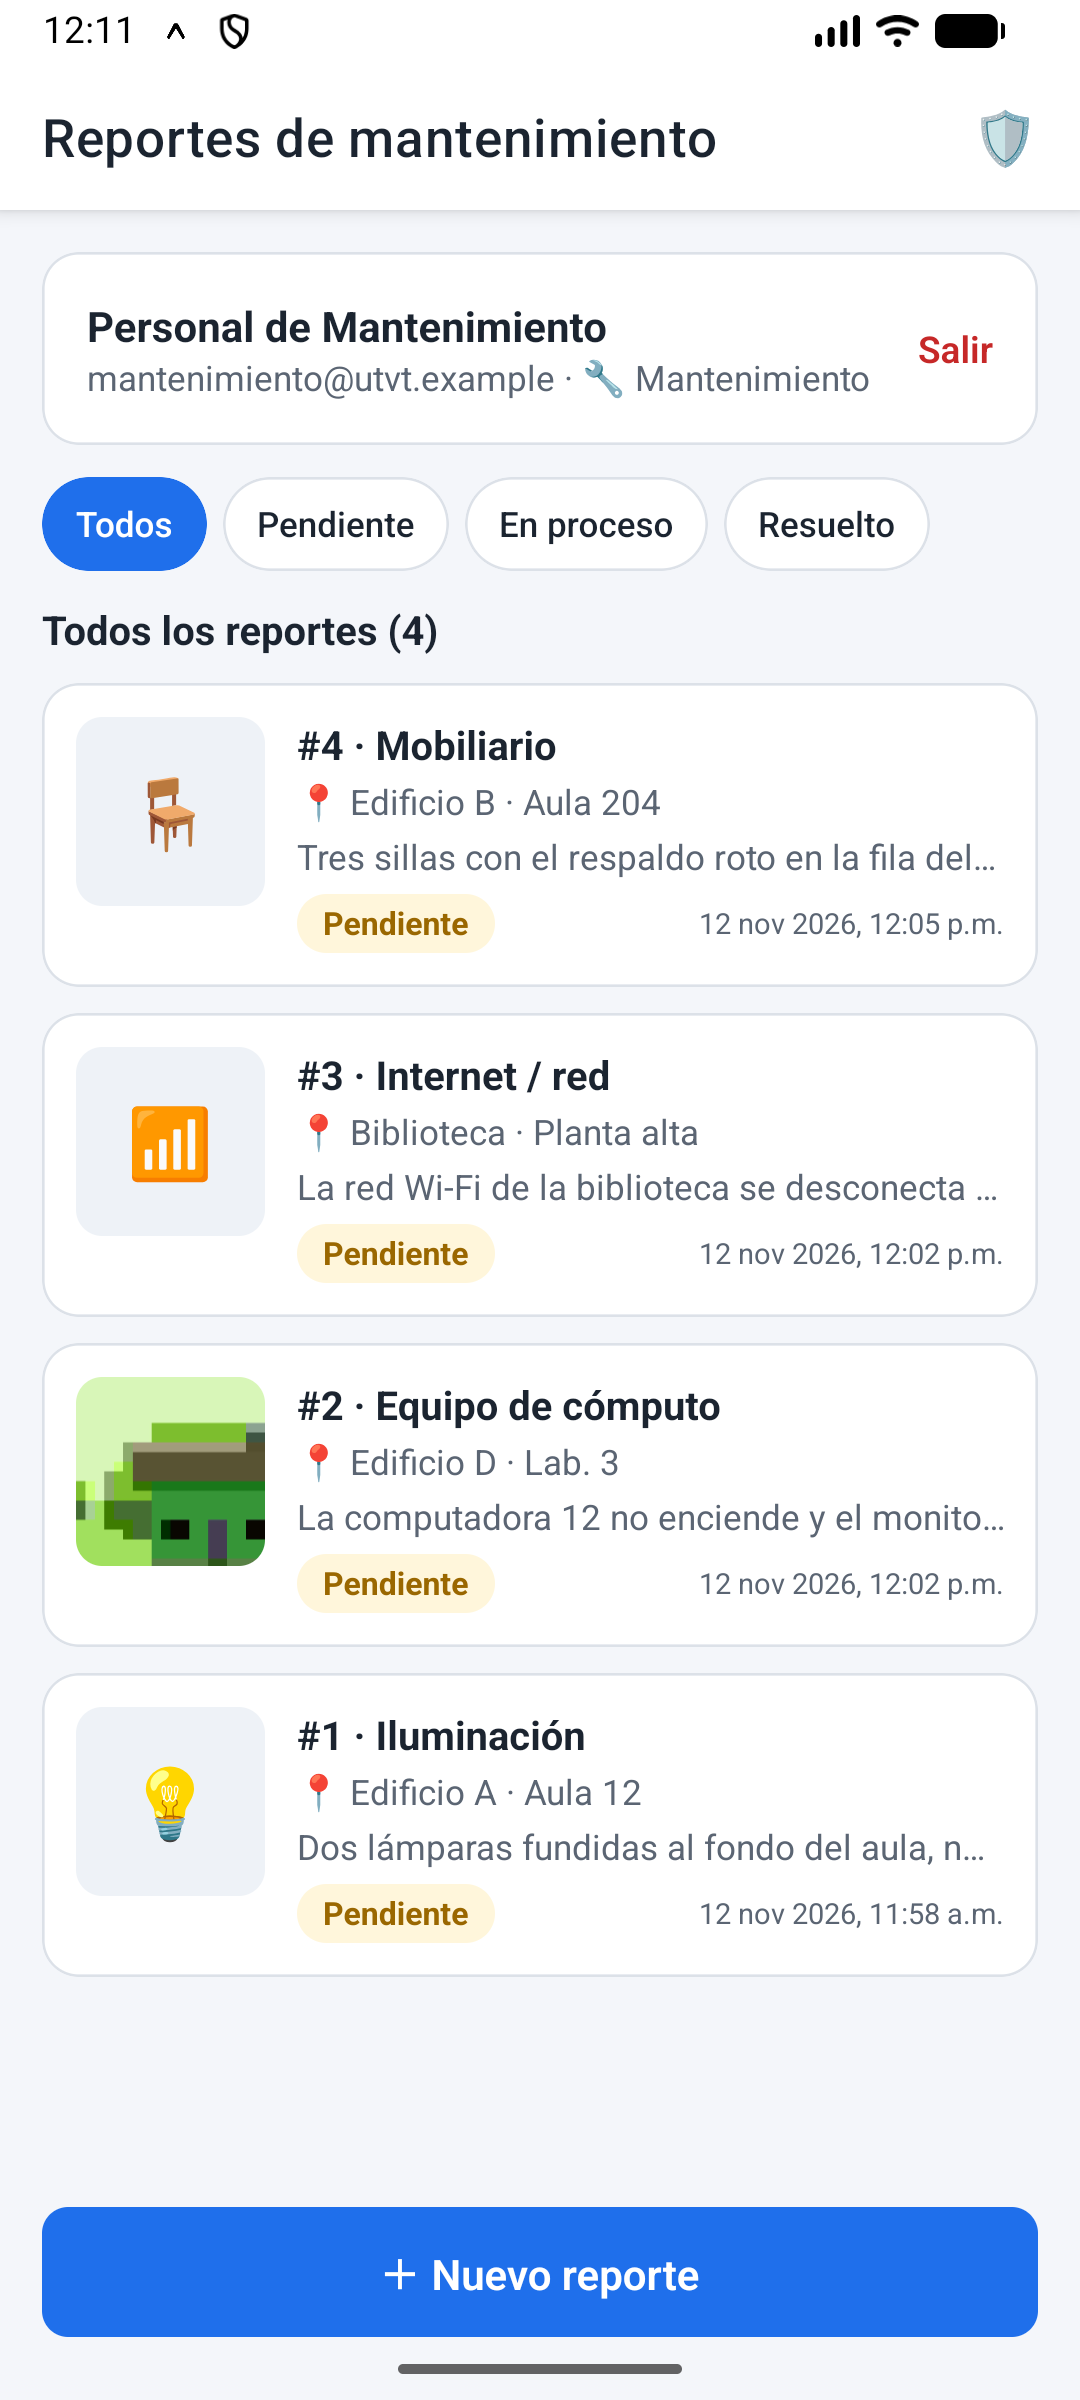 12:11
Reportes de mantenimiento
Personal de Mantenimiento
mantenimiento@utvt.example · 🔧 Mantenimiento
Salir
Todos
Pendiente
En proceso
Resuelto
Todos los reportes (4)
#4 · Mobiliario
📍 Edificio B · Aula 204
Tres sillas con el respaldo roto en la fila del…
Pendiente
12 nov 2026, 12:05 p.m.
#3 · Internet / red
📍 Biblioteca · Planta alta
La red Wi-Fi de la biblioteca se desconecta …
Pendiente
12 nov 2026, 12:02 p.m.
#2 · Equipo de cómputo
📍 Edificio D · Lab. 3
La computadora 12 no enciende y el monito…
Pendiente
12 nov 2026, 12:02 p.m.
#1 · Iluminación
📍 Edificio A · Aula 12
Dos lámparas fundidas al fondo del aula, n…
Pendiente
12 nov 2026, 11:58 a.m.
+ Nuevo reporte